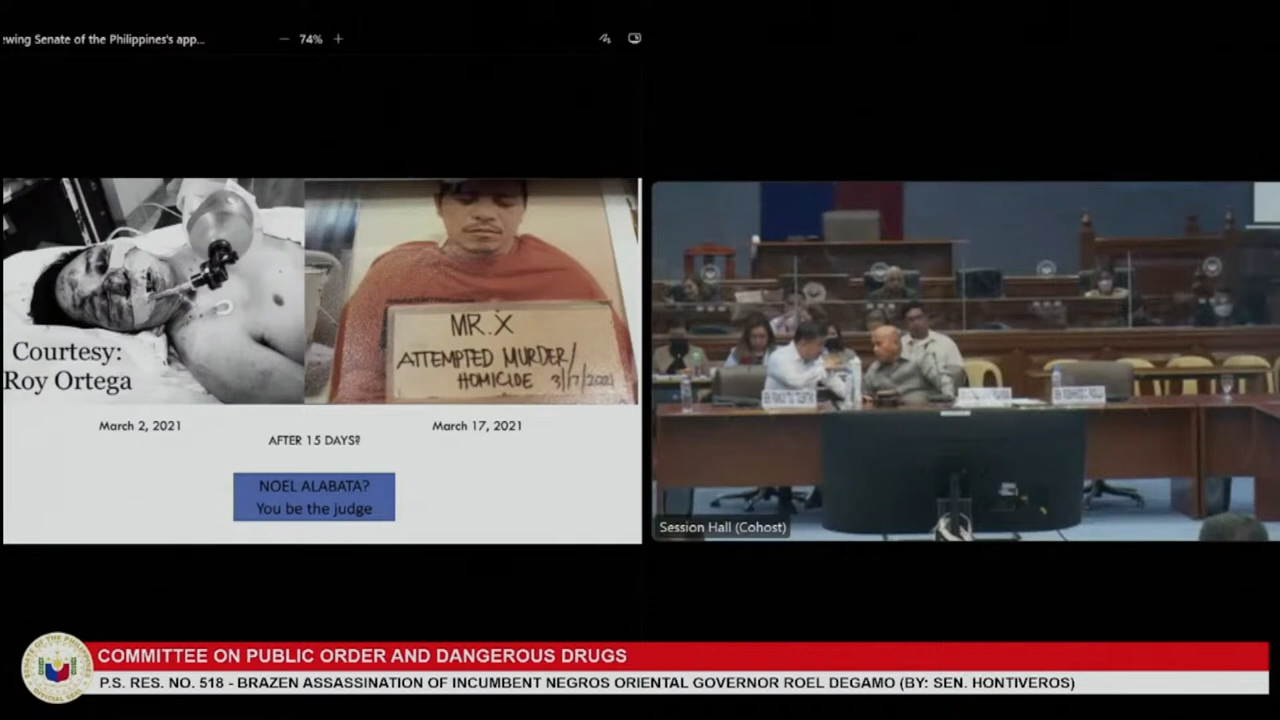 ewing Senate of the Philippines's app...
74%
Courtesy:
Roy Ortega
MR. X
ATTEMPTED MURDER/
HOMICIDE 3/17/2021
March 2, 2021
March 17, 2021
AFTER 15 DAYS?
NOEL ALABATA?
You be the judge
Session Hall (Cohost)
COMMITTEE ON PUBLIC ORDER AND DANGEROUS DRUGS
P.S. RES. NO. 518 - BRAZEN ASSASSINATION OF INCUMBENT NEGROS ORIENTAL GOVERNOR ROEL DEGAMO (BY: SEN. HONTIVEROS)